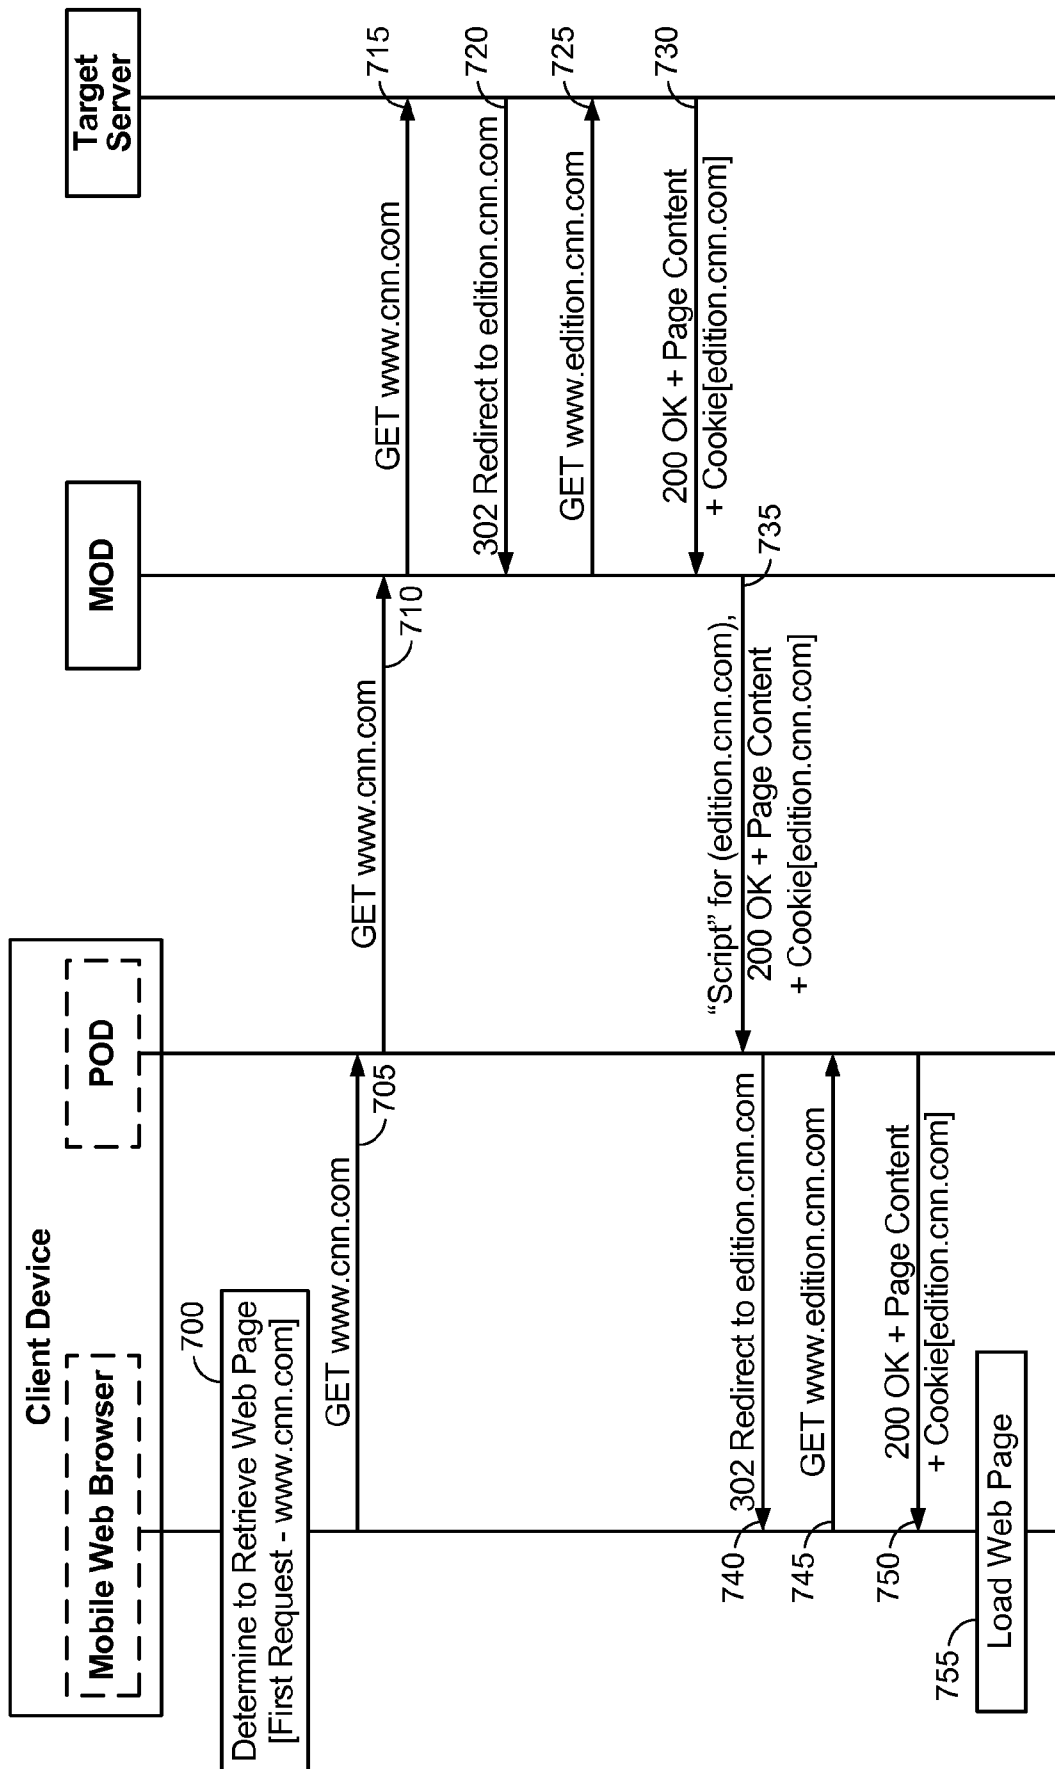 Client Device
Mobile Web Browser
POD
MOD
Target
Server
700
Determine to Retrieve Web Page
[First Request - www.cnn.com]
GET www.cnn.com
705
GET www.cnn.com
710
GET www.cnn.com
715
302 Redirect to edition.cnn.com
720
GET www.edition.cnn.com
725
200 OK + Page Content
+ Cookie[edition.cnn.com]
730
“Script” for (edition.cnn.com),
200 OK + Page Content
+ Cookie[edition.cnn.com]
735
740
302 Redirect to edition.cnn.com
745
GET www.edition.cnn.com
750
200 OK + Page Content
+ Cookie[edition.cnn.com]
755
Load Web Page